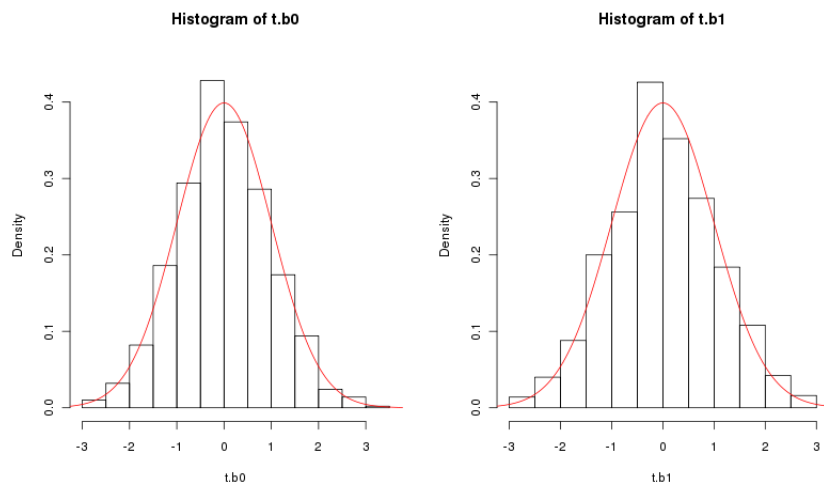 Histogram of t.b0
Density
0.0 0.1 0.2 0.3 0.4
-3 -2 -1 0 1 2 3
t.b0
Histogram of t.b1
Density
0.0 0.1 0.2 0.3 0.4
-3 -2 -1 0 1 2 3
t.b1